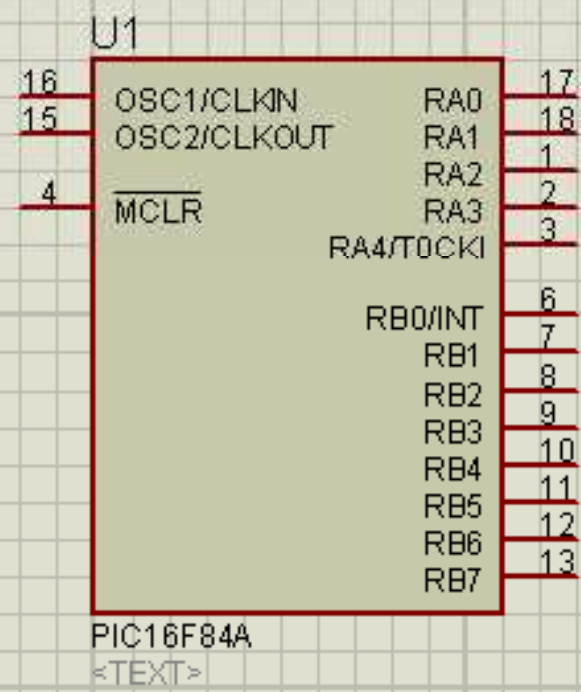 U1
16 OSC1/CLKIN RA0 17
15 OSC2/CLKOUT RA1 18
RA2 1
4 MCLR RA3 2
RA4/T0CKI 3
RB0/INT 6
RB1 7
RB2 8
RB3 9
RB4 10
RB5 11
RB6 12
RB7 13
PIC16F84A
<TEXT>